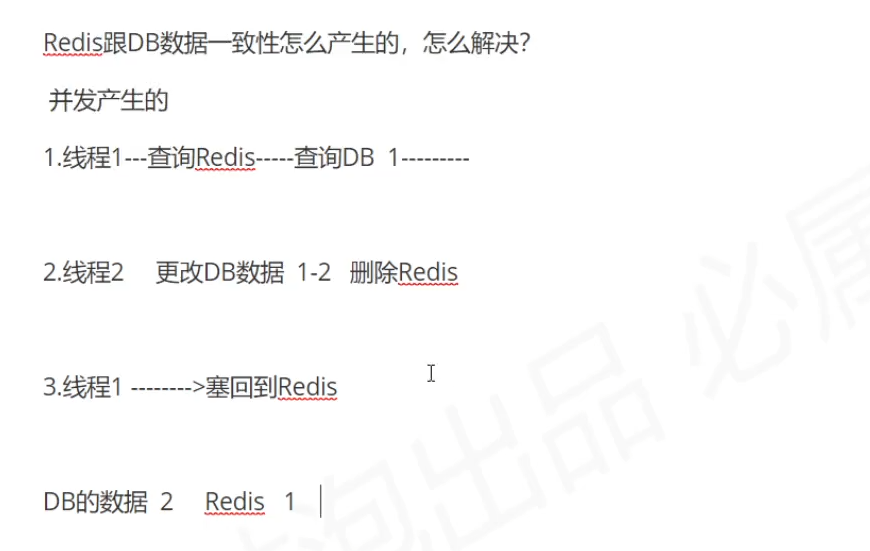 Redis跟DB数据一致性怎么产生的，怎么解决？
并发产生的
1.线程1---查询Redis-----查询DB 1---------
2.线程2 更改DB数据 1-2 删除Redis
3.线程1 -------->塞回到Redis
DB的数据 2 Redis 1
出品 必属